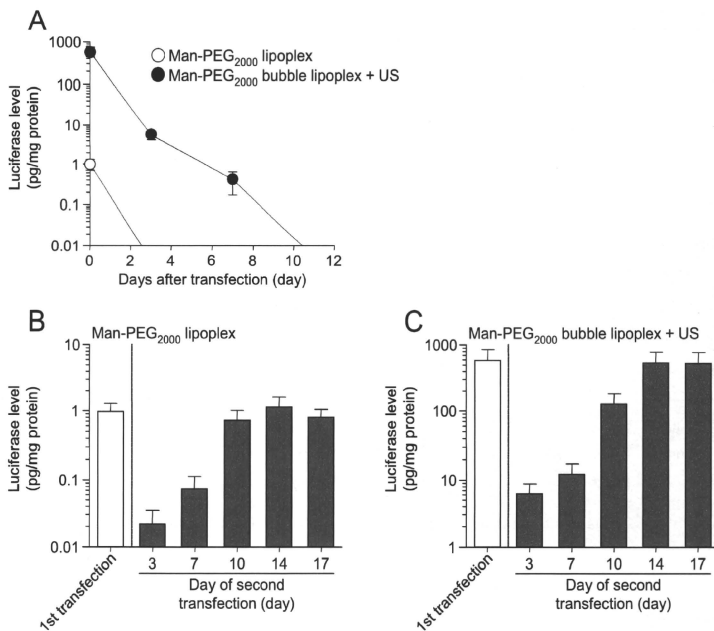 A
Man-PEG2000 lipoplex
Man-PEG2000 bubble lipoplex + US
Luciferase level
(pg/mg protein)
1000
100
10
1
0.1
0.01
0 2 4 6 8 10 12
Days after transfection (day)
B
Man-PEG2000 lipoplex
Luciferase level
(pg/mg protein)
10
1
0.1
0.01
1st transfection
3 7 10 14 17
Day of second
transfection (day)
C
Man-PEG2000 bubble lipoplex + US
Luciferase level
(pg/mg protein)
1000
100
10
1
1st transfection
3 7 10 14 17
Day of second
transfection (day)